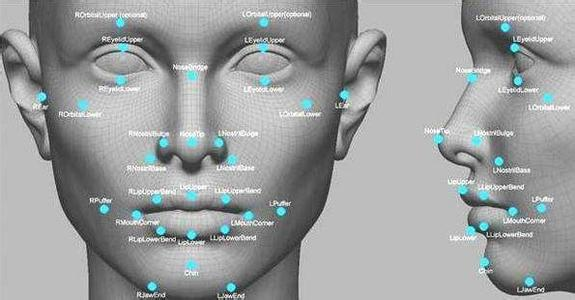 ROrbitalUpper(optional)
LOrbitalUpper(optional)
REyelidUpper
LEyelidUpper
NoseBridge
REyelidLower
LEyelidLower
REar
LEar
ROrbitalLower
LOrbitalLower
RNostrilBulge
NoseTip
LNostrilBulge
RNostrilBase
LNostrilBase
RLipUpperBend
LipUpper
LLipUpperBend
RPuffer
LPuffer
RMouthCorner
LMouthCorner
RLipLowerBend
LipLower
LLipLowerBend
Chin
RJawEnd
LJawEnd
LOrbitalUpper(optional)
LEyelidUpper
NoseBridge
LEyelidLower
LOrbitalLower
NoseTip
LNostrilBulge
LNostrilBase
LipUpper
LLipUpperBend
LPuffer
LMouthCorner
LipLower
LLipLowerBend
Chin
LJawEnd